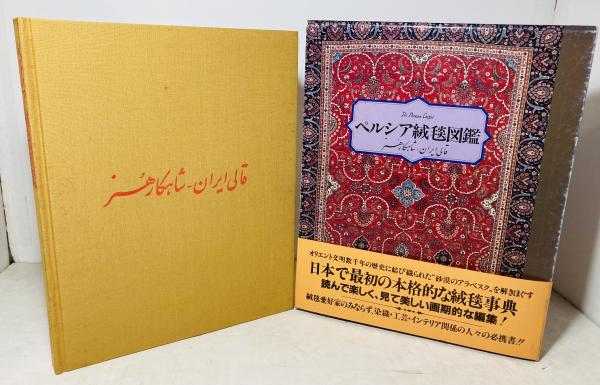 قالی ایران - شاهکار هنر
The Persian Carpet
ペルシア絨毯図鑑
قالی ایران - شاهکار هنر
オリエント文明数千年の歴史に結び織られた“砂漠のアラベスク”を解きほぐす
日本で最初の本格的な絨毯事典
読んで楽しく、見て美しい画期的な編集!
絨毯愛好家のみならず、染織・工芸・インテリア関係の人々の必携書!!